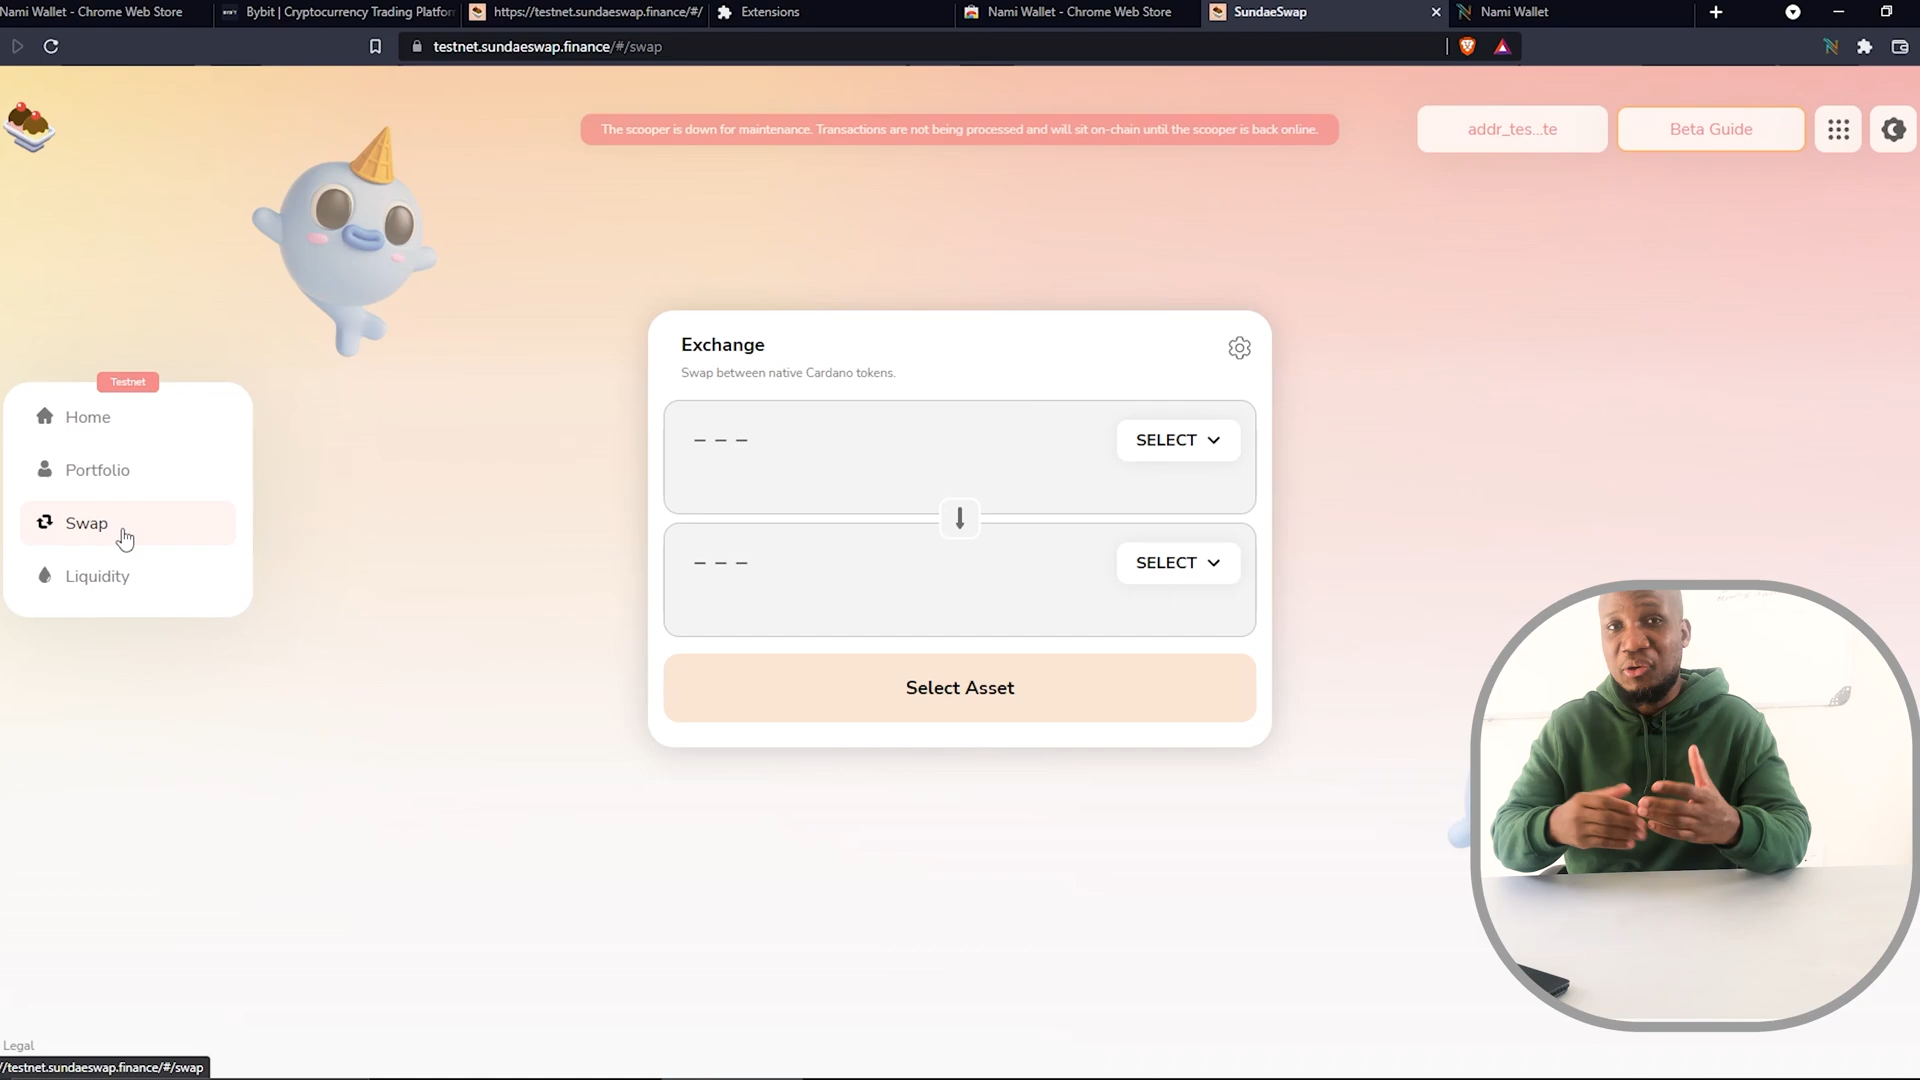 Nami Wallet - Chrome Web Store
Bybit | Cryptocurrency Trading Platfor
https://testnet.sundaeswap.finance/#/
Extensions
Nami Wallet - Chrome Web Store
SundaeSwap
Nami Wallet
testnet.sundaeswap.finance/#/swap
The scooper is down for maintenance. Transactions are not being processed and will sit on-chain until the scooper is back online.
addr_tes...te
Beta Guide
Exchange
Swap between native Cardano tokens.
Testnet
Home
Portfolio
Swap
Liquidity
– – –
SELECT
– – –
SELECT
Select Asset
Legal
//testnet.sundaeswap.finance/#/swap